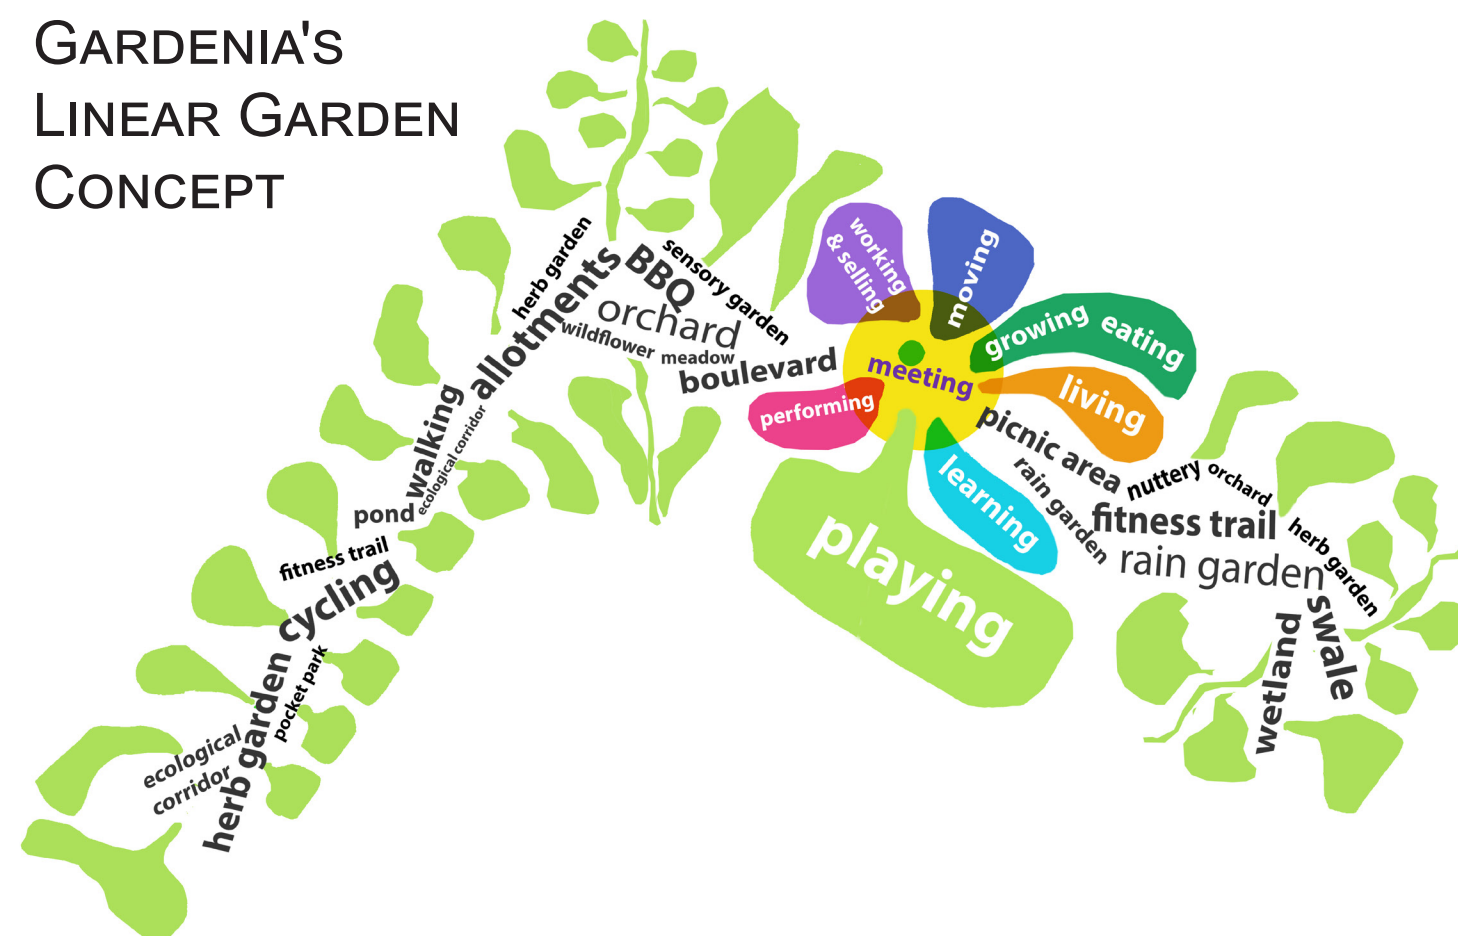 GARDENIA'S
LINEAR GARDEN
CONCEPT
herb garden
allotments
BBQ
sensory garden
orchard
wildflower meadow
boulevard
working
& selling
moving
growing eating
meeting
living
performing
learning
playing
picnic area
rain garden
nuttery
orchard
fitness trail
rain garden
herb garden
swale
wetland
walking
ecological corridor
pond
fitness trail
cycling
pocket park
herb garden
ecological
corridor